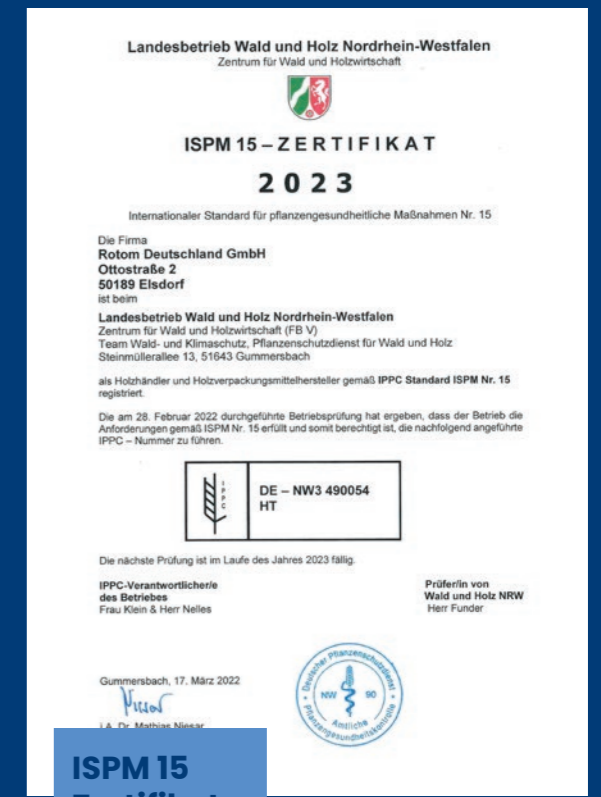 Landesbetrieb Wald und Holz Nordrhein-Westfalen
Zentrum für Wald und Holzwirtschaft
ISPM 15 – ZERTIFIKAT
2023
Internationaler Standard für pflanzengesundheitliche Maßnahmen Nr. 15
Die Firma
Rotom Deutschland GmbH
Ottostraße 2
50189 Elsdorf
ist beim
Landesbetrieb Wald und Holz Nordrhein-Westfalen
Zentrum für Wald und Holzwirtschaft (FB V)
Team Wald- und Klimaschutz, Pflanzenschutzdienst für Wald und Holz
Steinmüllerallee 13, 51643 Gummersbach
als Holzhändler und Holzverpackungsmittelhersteller gemäß IPPC Standard ISPM Nr. 15
registriert.
Die am 28. Februar 2022 durchgeführte Betriebsprüfung hat ergeben, dass der Betrieb die
Anforderungen gemäß ISPM Nr. 15 erfüllt und somit berechtigt ist, die nachfolgend angeführte
IPPC – Nummer zu führen.
IPPC
DE – NW3 490054
HT
Die nächste Prüfung ist im Laufe des Jahres 2023 fällig.
IPPC-Verantwortlicher/e
des Betriebes
Frau Klein & Herr Nelles
Prüfer/in von
Wald und Holz NRW
Herr Funder
Gummersbach, 17. März 2022
i.A. Dr. Mathias Niesar
Deutscher Pflanzenschutzdienst
NW 90
Amtliche
Pflanzengesundheitskontrolle
ISPM 15
Zertifikat